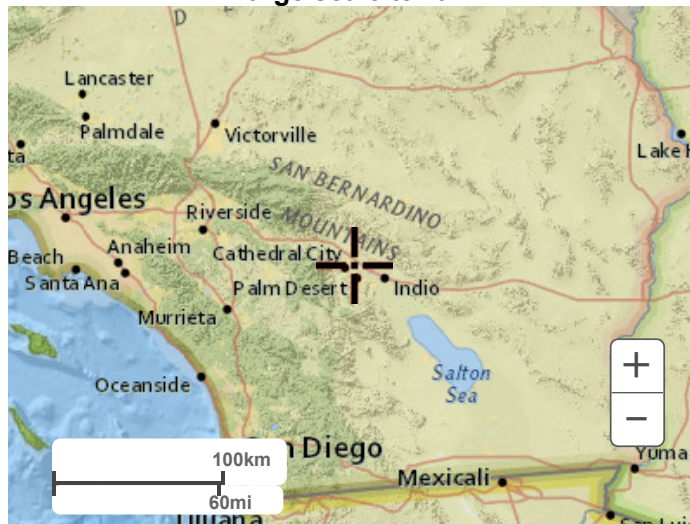 D
Lancaster
Palmdale
Victorville
Lake
SAN BERNARDINO
MOUNTAINS
os Angeles
Riverside
Beach
Anaheim
Cathedral City
Santa Ana
Palm Desert
Indio
Murrieta
Salton
Sea
Oceanside
+
−
Diego
100km
60mi
Yuma
Mexicali